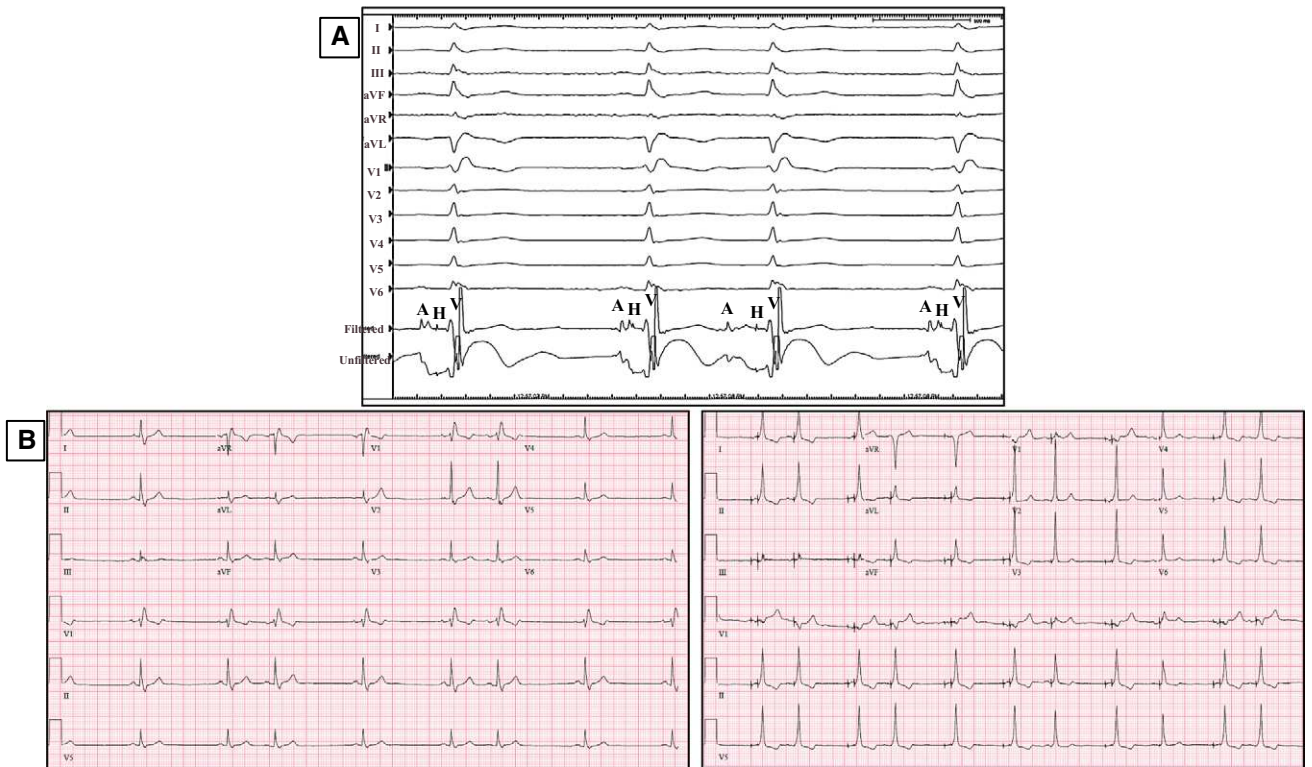 A
I
II
III
aVF
aVR
aVL
V1
V2
V3
V4
V5
V6
A H V A H V A H V A H V
Filtered
Unfiltered
B
I aVR V1 V4
II aVL V2 V5
III aVF V3 V6
V1
II
V5
I aVR V1 V4
II aVL V2 V5
III aVF V3 V6
V1
II
V5